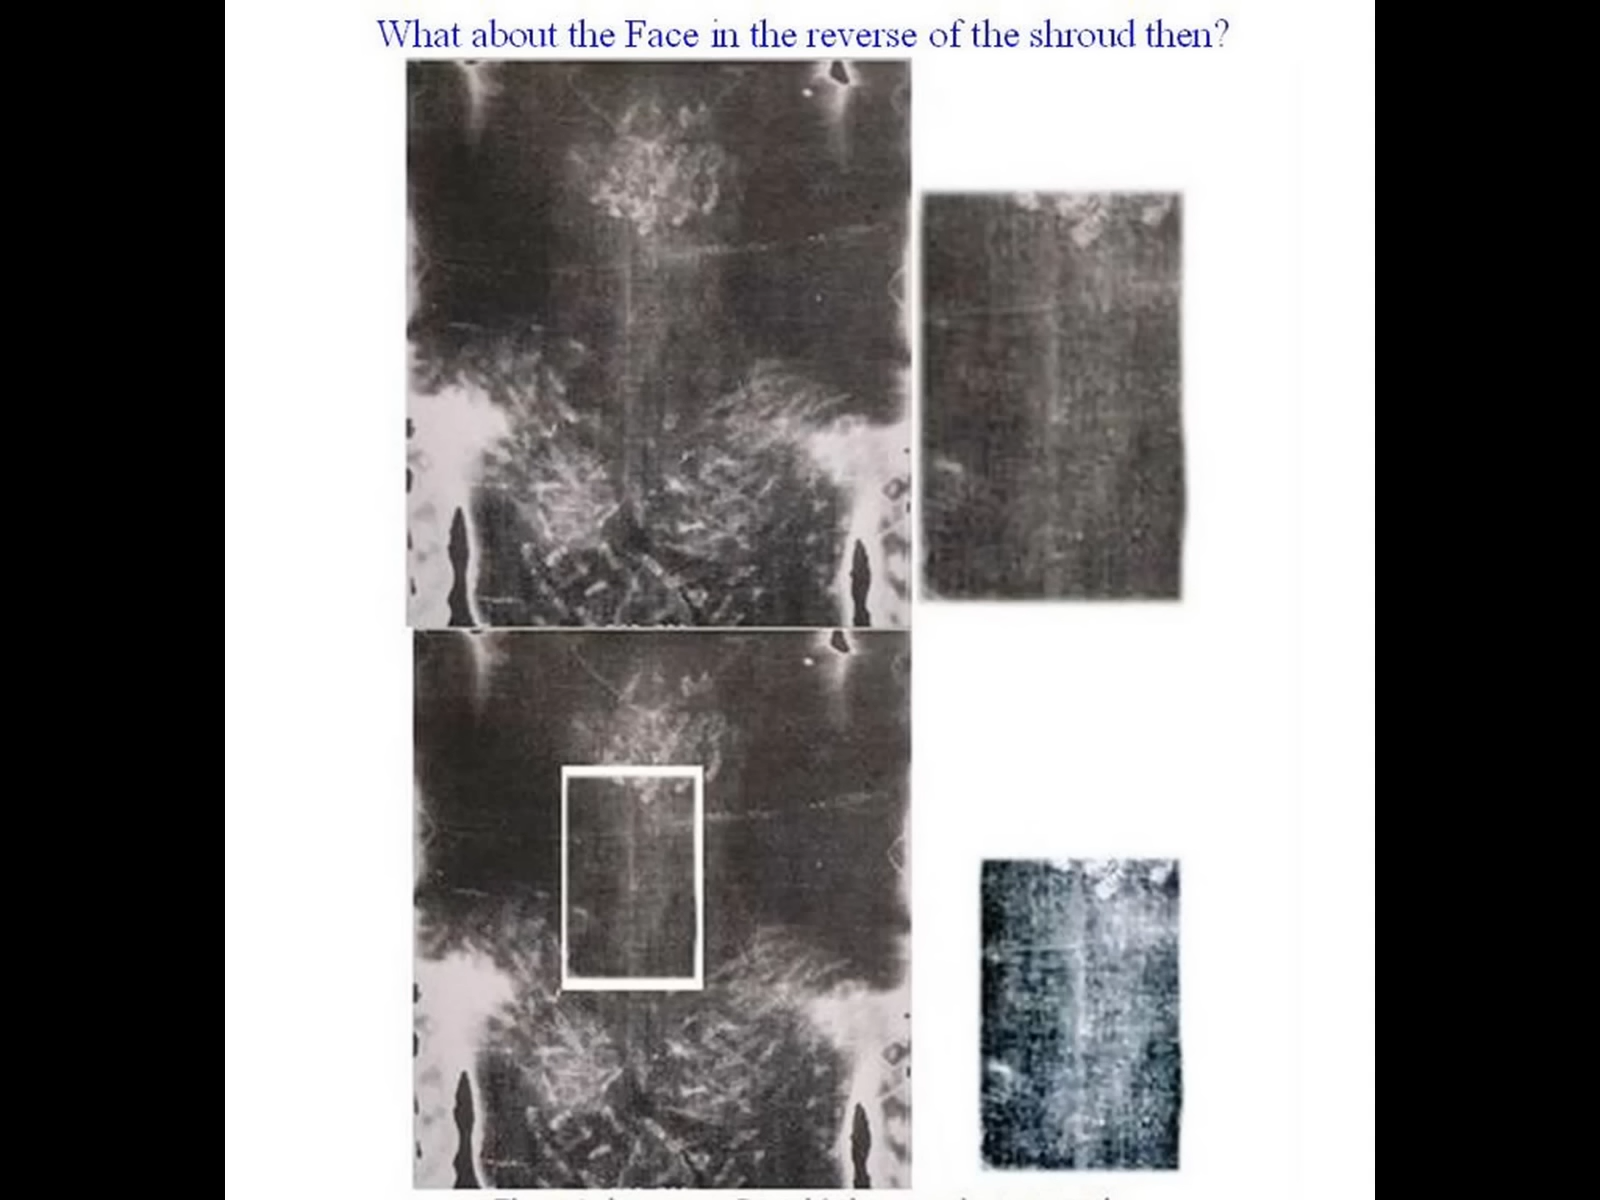 What about the Face in the reverse of the shroud then?